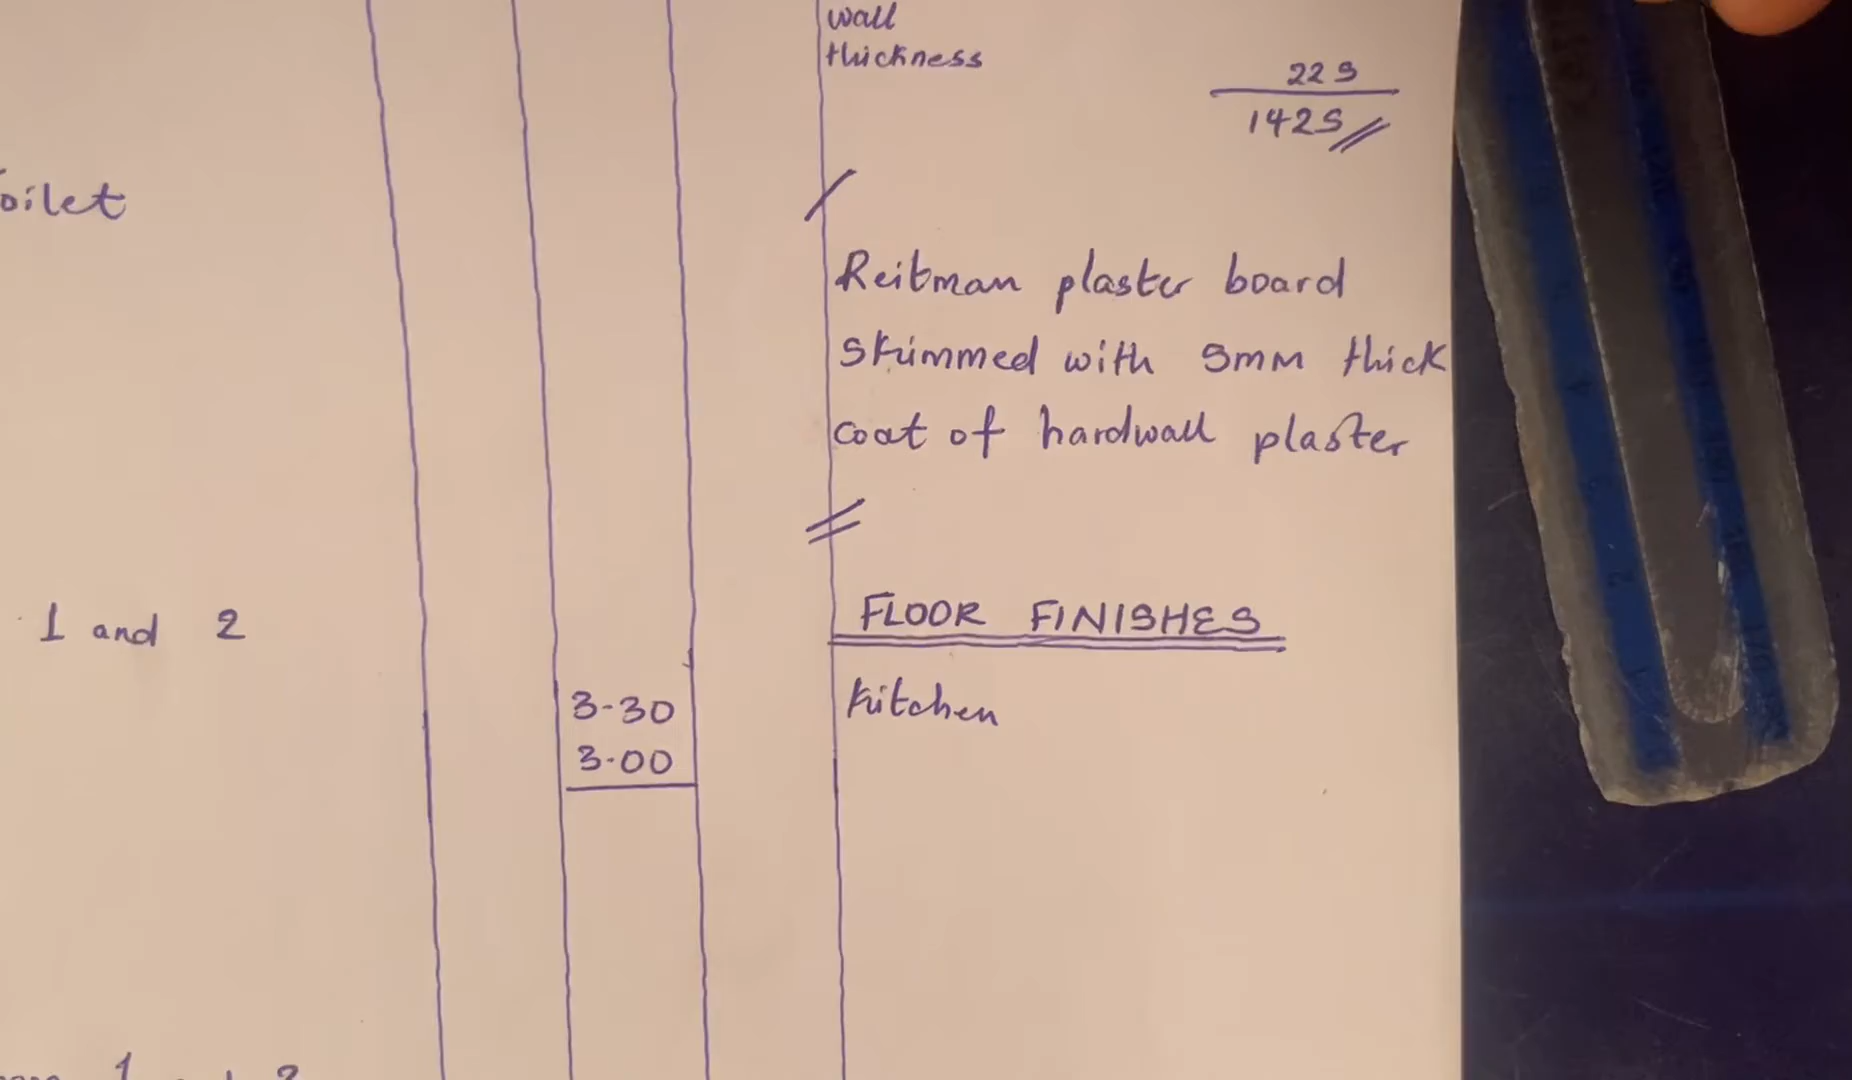 wall
thickness
225
1425
oilet
Reitman plaster board
skimmed with 5mm thick
coat of hardwall plaster
1 and 2
FLOOR FINISHES
3.30
Kitchen
3.00
1